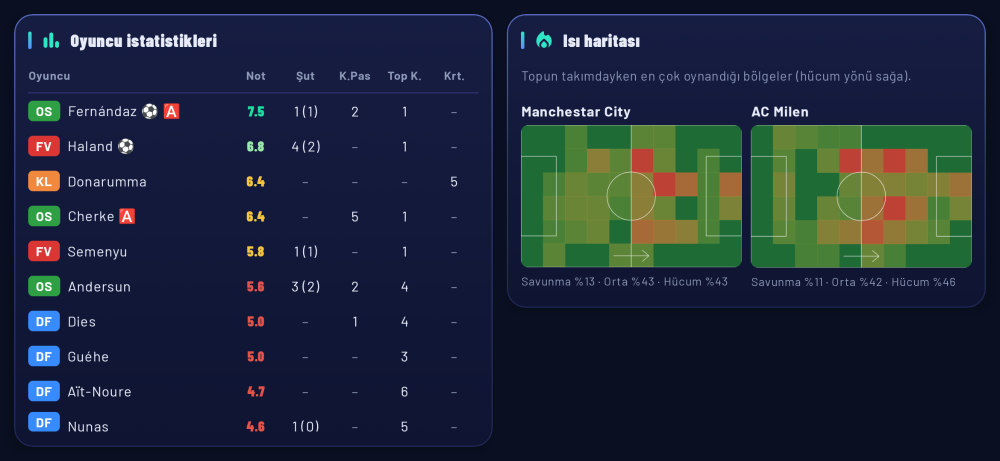 Oyuncu istatistikleri
Oyuncu Not Şut K.Pas Top K. Krt.
OS Fernándaz ⚽ 🅰 7.5 1 (1) 2 1 –
FV Haland ⚽ 6.8 4 (2) – 1 –
KL Donarumma 6.4 – – – 5
OS Cherke 🅰 6.4 – 5 1 –
FV Semenyu 5.8 1 (1) – 1 –
OS Andersun 5.6 3 (2) 2 4 –
DF Dies 5.0 – 1 4 –
DF Guéhe 5.0 – – 3 –
DF Aït-Noure 4.7 – – 6 –
DF Nunas 4.6 1 (0) – 5 –
Isı haritası
Topun takımdayken en çok oynandığı bölgeler (hücum yönü sağa).
Manchestar City
Savunma %13 · Orta %43 · Hücum %43
AC Milen
Savunma %11 · Orta %42 · Hücum %46